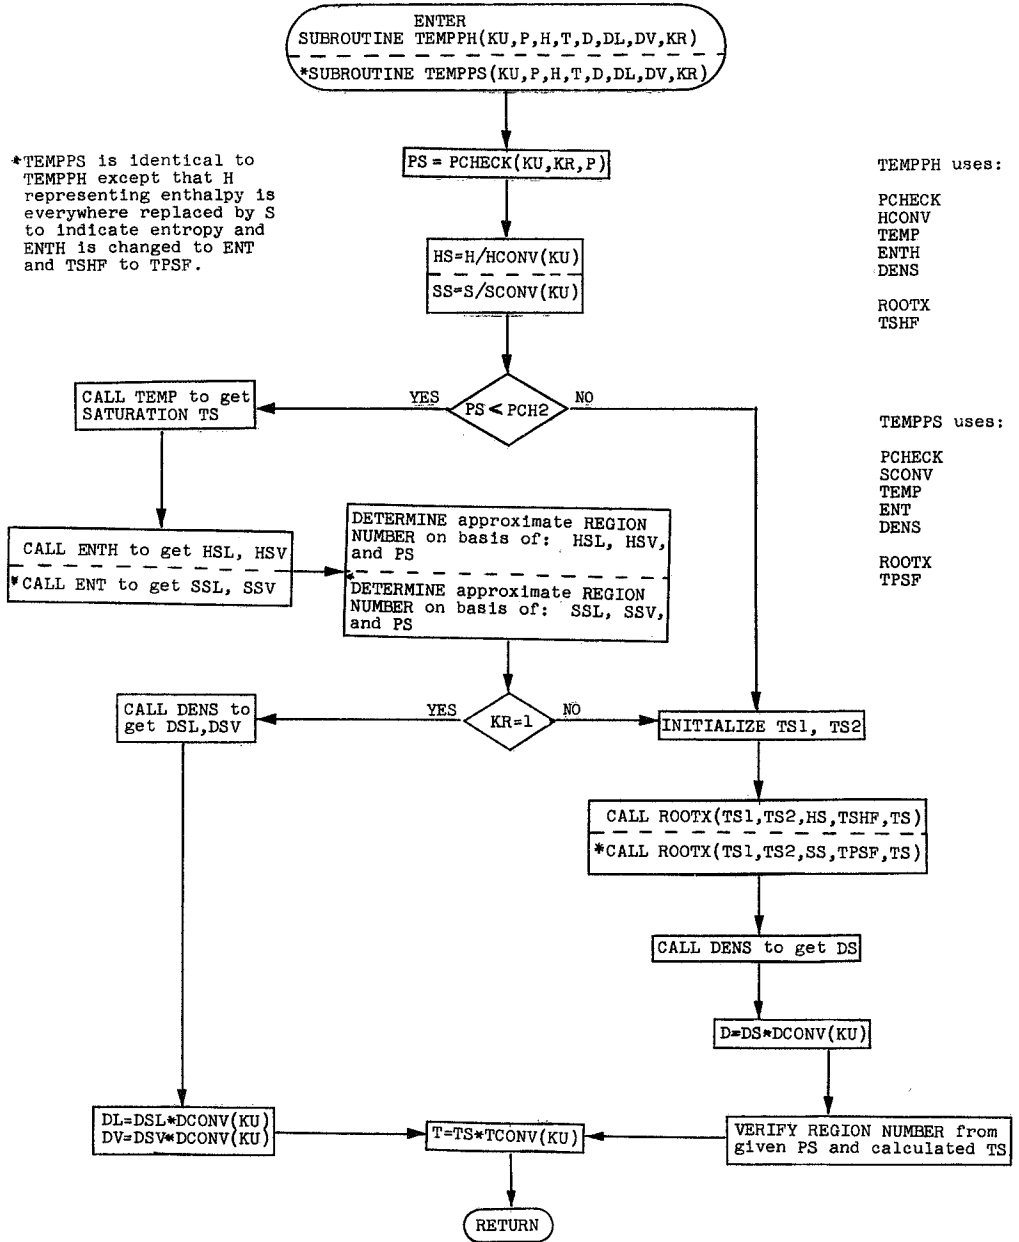 ENTER
SUBROUTINE TEMPPH(KU,P,H,T,D,DL,DV,KR)
*SUBROUTINE TEMPPS(KU,P,H,T,D,DL,DV,KR)
PS = PCHECK(KU,KR,P)
*TEMPPS is identical to
TEMPPH except that H
representing enthalpy is
everywhere replaced by S
to indicate entropy and
ENTH is changed to ENT
and TSHF to TPSF.
TEMPPH uses:
PCHECK
HCONV
TEMP
ENTH
DENS
ROOTX
TSHF
HS=H/HCONV(KU)
SS=S/SCONV(KU)
PS < PCH2
YES
NO
CALL TEMP to get
SATURATION TS
TEMPPS uses:
PCHECK
SCONV
TEMP
ENT
DENS
ROOTX
TPSF
CALL ENTH to get HSL, HSV
*CALL ENT to get SSL, SSV
DETERMINE approximate REGION
NUMBER on basis of: HSL, HSV,
and PS
*
DETERMINE approximate REGION
NUMBER on basis of: SSL, SSV,
and PS
KR=1
YES
NO
CALL DENS to
get DSL,DSV
INITIALIZE TS1, TS2
CALL ROOTX(TS1,TS2,HS,TSHF,TS)
*CALL ROOTX(TS1,TS2,SS,TPSF,TS)
CALL DENS to get DS
D=DS*DCONV(KU)
DL=DSL*DCONV(KU)
DV=DSV*DCONV(KU)
T=TS*TCONV(KU)
VERIFY REGION NUMBER from
given PS and calculated TS
RETURN